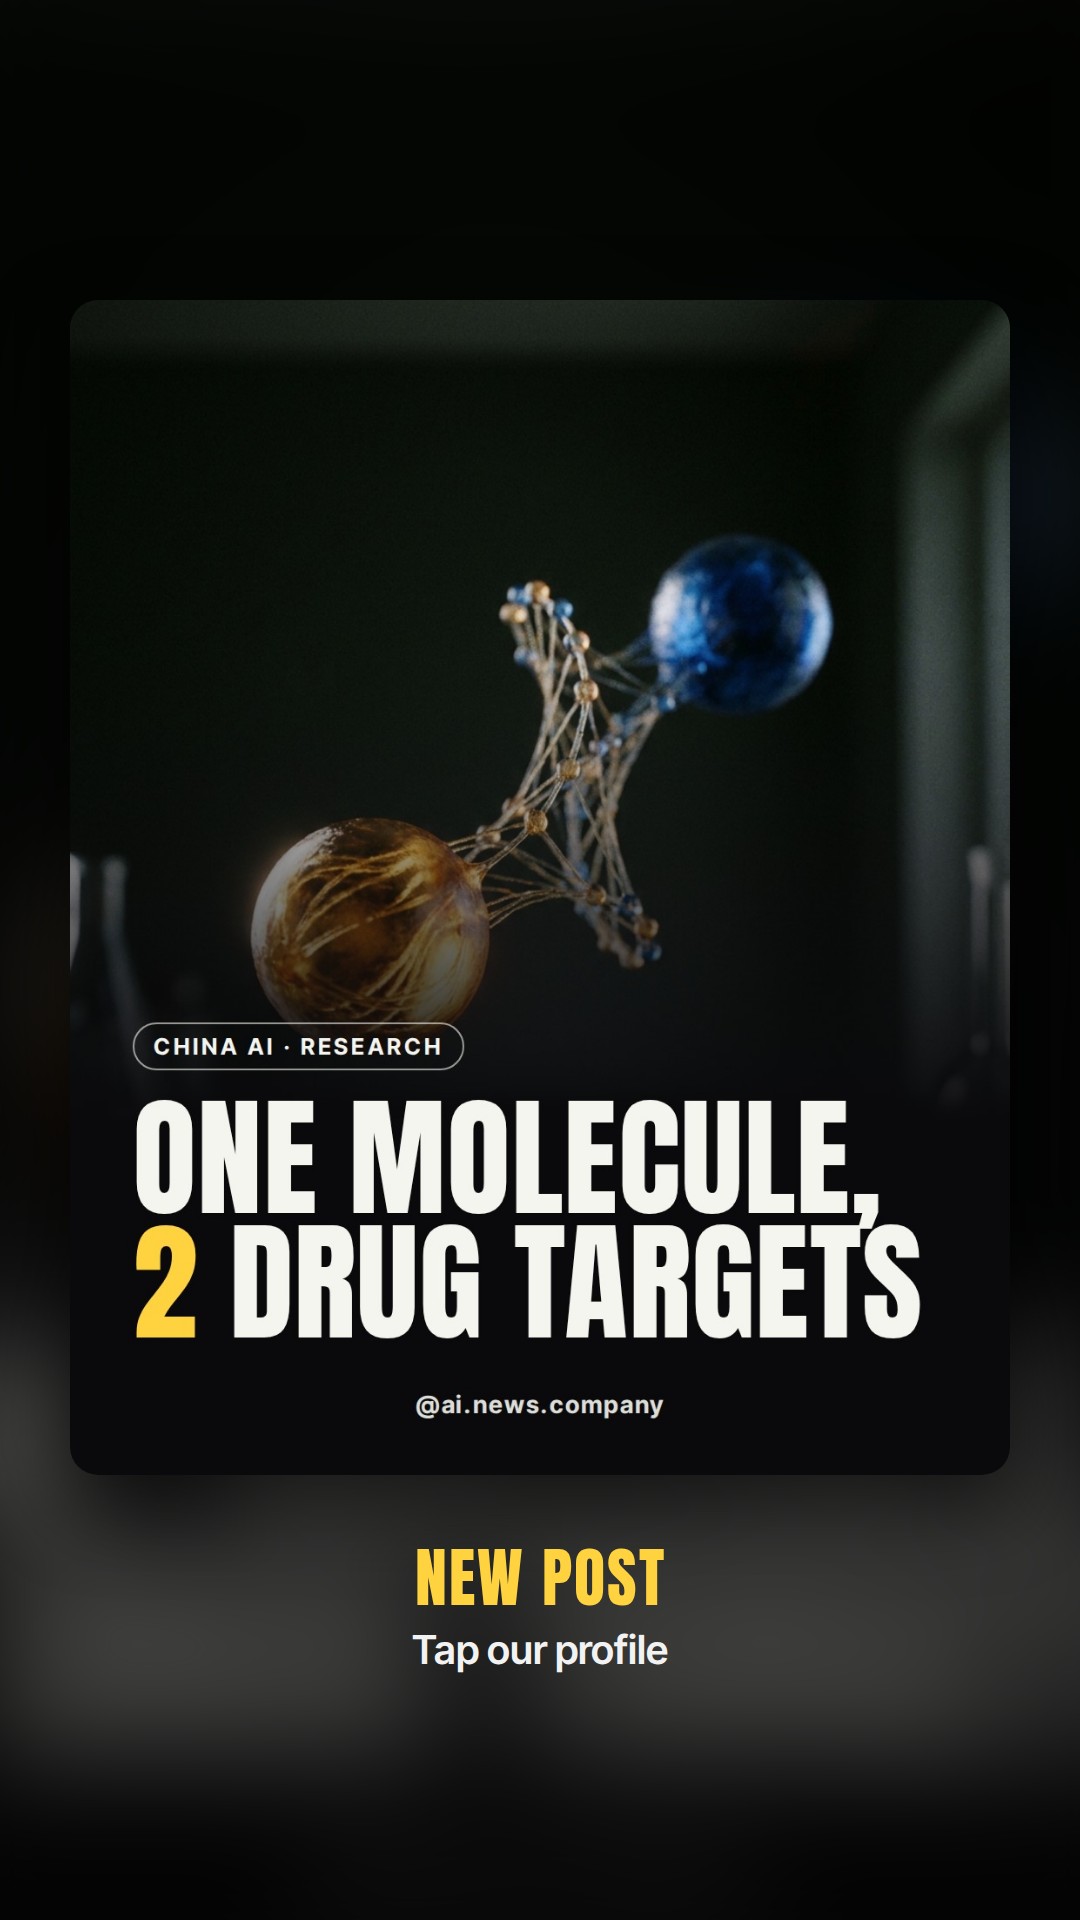 CHINA AI · RESEARCH
ONE MOLECULE,
2 DRUG TARGETS
@ai.news.company
NEW POST
Tap our profile